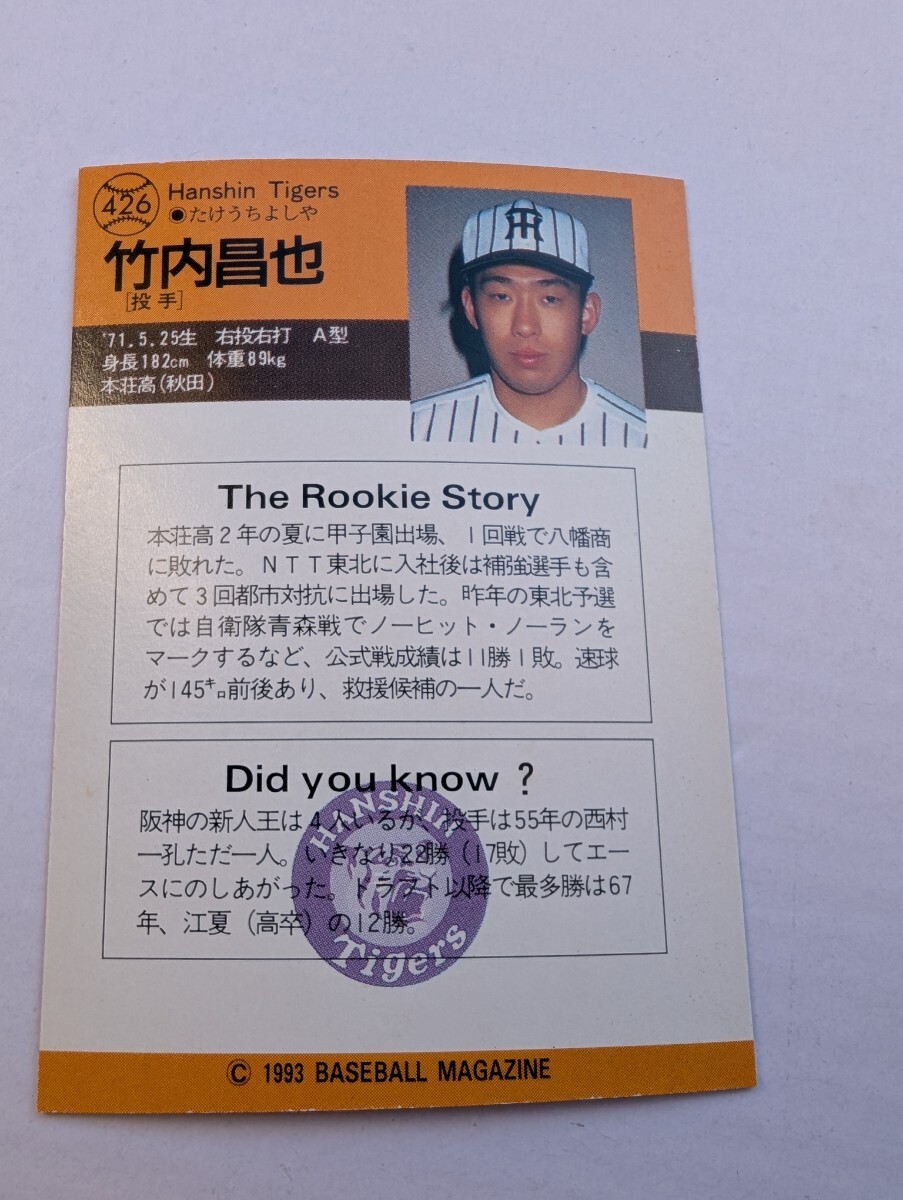 426
Hanshin Tigers
●たけうちよしや
竹内昌也
[投手]
'71.5.25生 右投右打 A型
身長182cm 体重89kg
本荘高(秋田)
The Rookie Story
本荘高2年の夏に甲子園出場、1回戦で八幡商
に敗れた。NTT東北に入社後は補強選手も含
めて3回都市対抗に出場した。昨年の東北予選
では自衛隊青森戦でノーヒット・ノーランを
マークするなど、公式戦成績は11勝1敗。速球
が145㌔前後あり、救援候補の一人だ。
Did you know ?
阪神の新人王は4人いるが、投手は55年の西村
一孔ただ一人。いきなり22勝(17敗)してエー
スにのしあがった。ドラフト以降で最多勝は67
年、江夏(高卒)の12勝。
HANSHIN
Tigers
© 1993 BASEBALL MAGAZINE